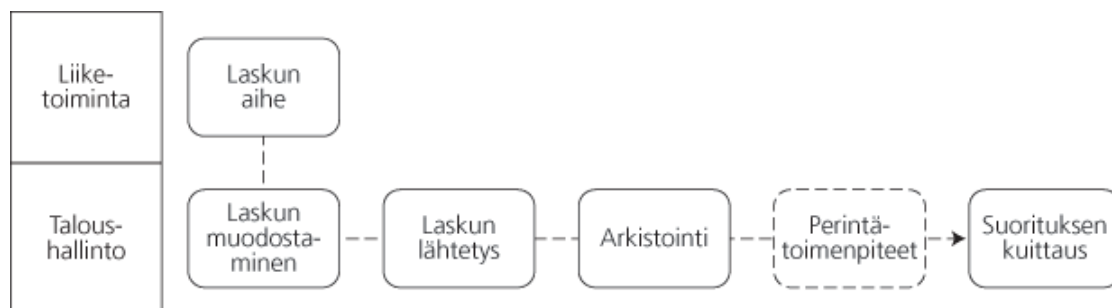 Liike-
toiminta
Laskun
aihe
Talous-
hallinto
Laskun
muodosta-
minen
Laskun
lähtetys
Arkistointi
Perintä-
toimenpiteet
Suorituksen
kuittaus